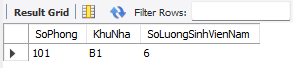 Result Grid Filter Rows:
SoPhong KhuNha SoLuongSinhVienNam
101 B1 6